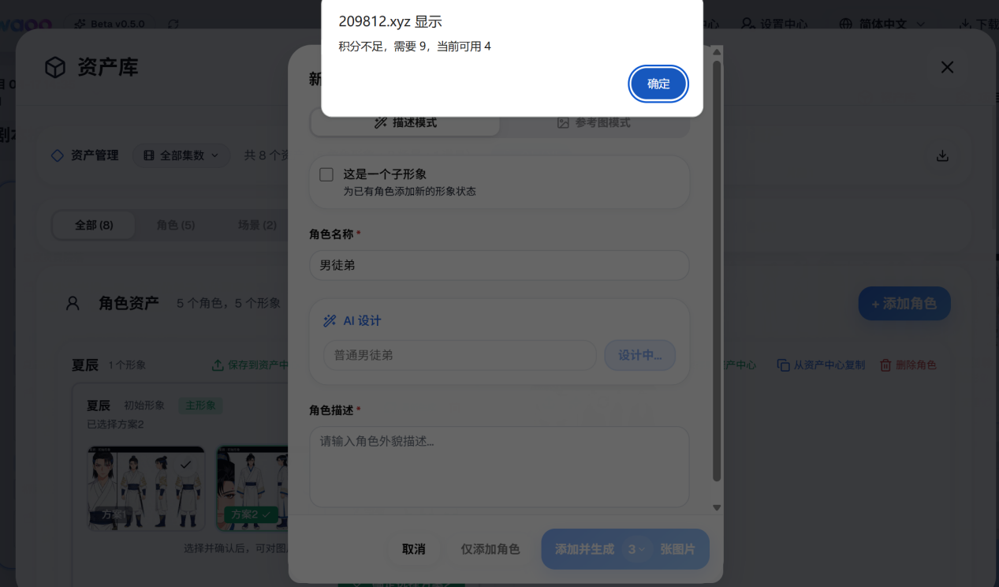 209812.xyz 显示
积分不足，需要 9，当前可用 4
确定
Beta v0.5.0
设置中心
简体中文
下载
资产库
新
描述模式
参考图模式
资产管理
全部集数
共 8 个资
这是一个子形象
为已有角色添加新的形象状态
全部 (8)
角色 (5)
场景 (2)
角色名称 *
男徒弟
角色资产
5 个角色，5 个形象
+ 添加角色
AI 设计
普通男徒弟
设计中...
夏辰
1 个形象
保存到资产中
产中心
从资产中心复制
删除角色
夏辰
初始形象
主形象
已选择方案2
角色描述 *
请输入角色外貌描述...
方案1
方案2
选择并确认后，可对图
取消
仅添加角色
添加并生成
3
张图片